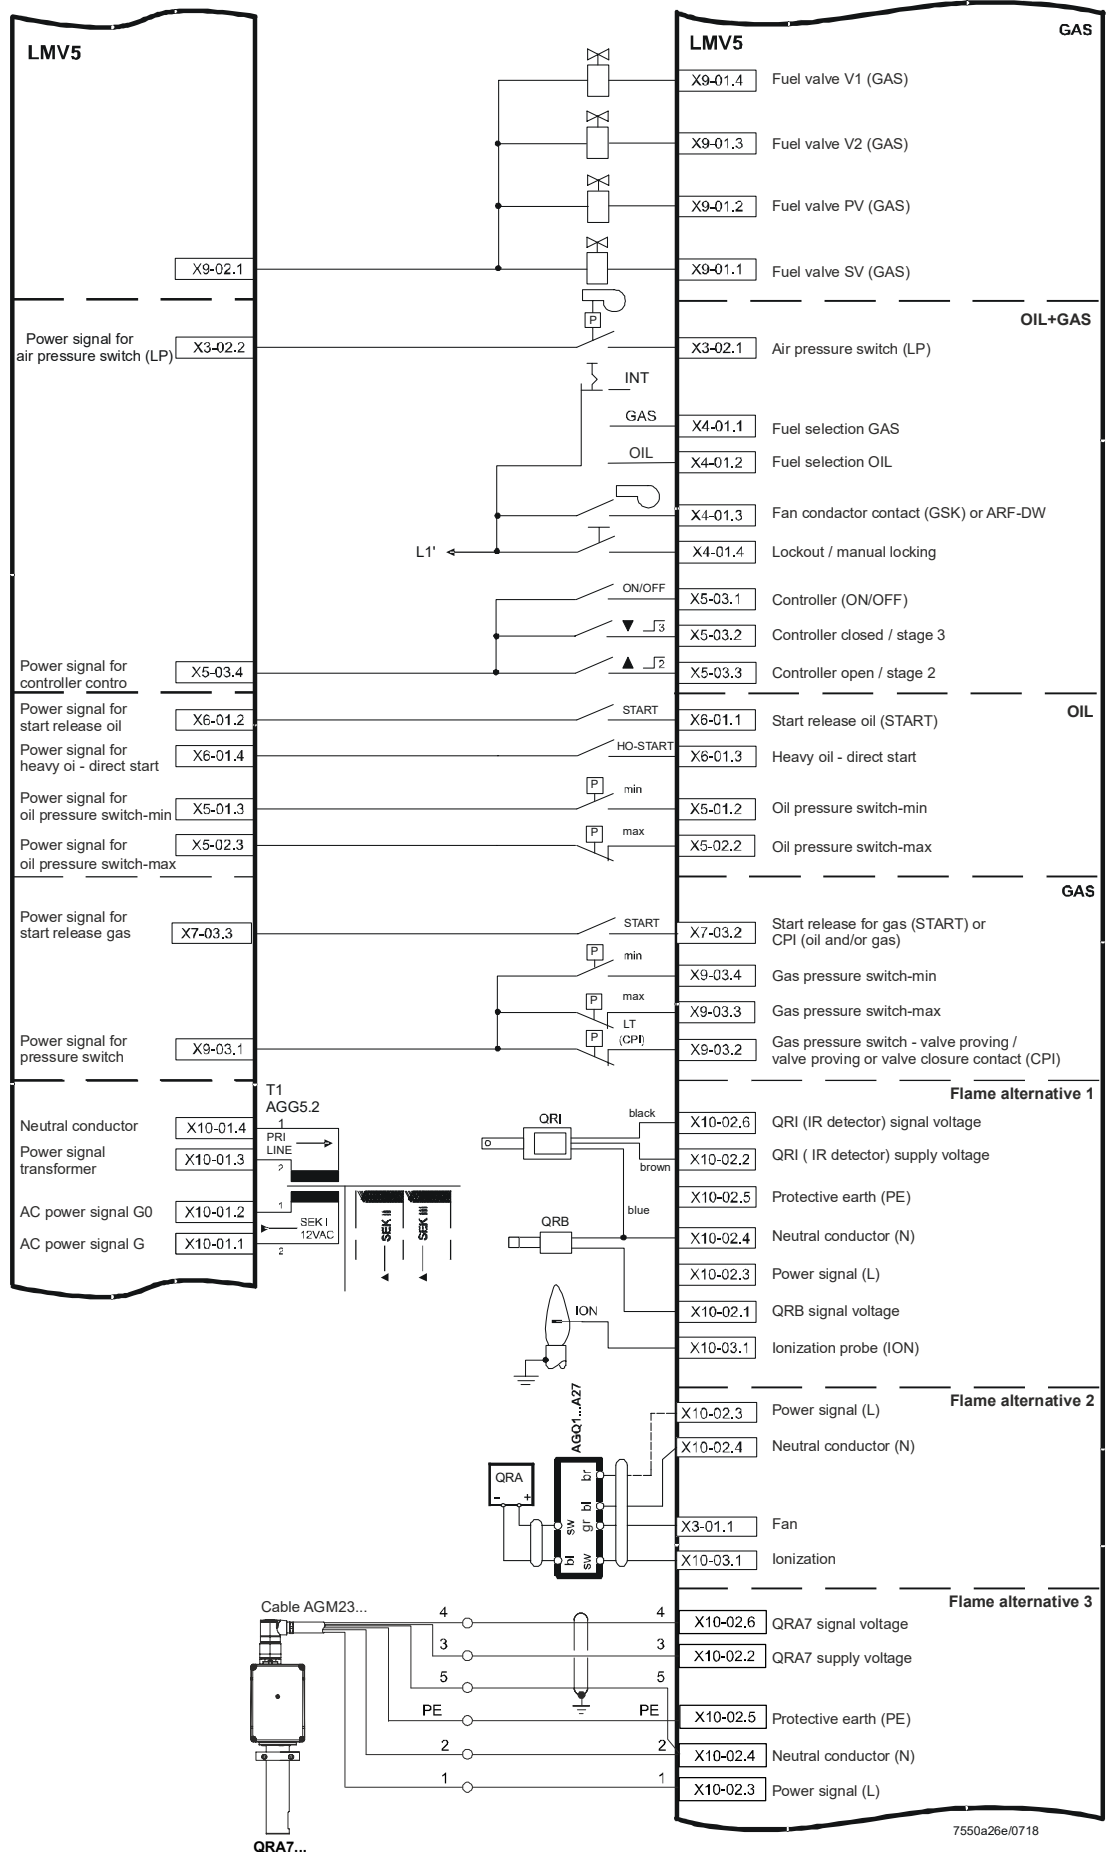 LMV5
LMV5
GAS
X9-01.4 Fuel valve V1 (GAS)
X9-01.3 Fuel valve V2 (GAS)
X9-01.2 Fuel valve PV (GAS)
X9-02.1
X9-01.1 Fuel valve SV (GAS)
OIL+GAS
Power signal for
air pressure switch (LP)
X3-02.2
P
X3-02.1 Air pressure switch (LP)
INT
GAS
X4-01.1 Fuel selection GAS
OIL
X4-01.2 Fuel selection OIL
X4-01.3 Fan condactor contact (GSK) or ARF-DW
L1'
X4-01.4 Lockout / manual locking
ON/OFF
X5-03.1 Controller (ON/OFF)
3
X5-03.2 Controller closed / stage 3
Power signal for
controller contro
X5-03.4
2
X5-03.3 Controller open / stage 2
OIL
Power signal for
start release oil
X6-01.2
START
X6-01.1 Start release oil (START)
Power signal for
heavy oi - direct start
X6-01.4
HO-START
X6-01.3 Heavy oil - direct start
Power signal for
oil pressure switch-min
X5-01.3
P min
X5-01.2 Oil pressure switch-min
Power signal for
oil pressure switch-max
X5-02.3
P max
X5-02.2 Oil pressure switch-max
GAS
Power signal for
start release gas
X7-03.3
START
X7-03.2 Start release for gas (START) or
CPI (oil and/or gas)
P min
X9-03.4 Gas pressure switch-min
P max
X9-03.3 Gas pressure switch-max
Power signal for
pressure switch
X9-03.1
P LT
(CPI)
X9-03.2 Gas pressure switch - valve proving /
valve proving or valve closure contact (CPI)
Flame alternative 1
T1
AGG5.2
Neutral conductor X10-01.4
1
PRI
LINE
2
Power signal
transformer
X10-01.3
AC power signal G0 X10-01.2
1
SEK I
12VAC
2
AC power signal G X10-01.1
SEK II
SEK III
QRI
black
X10-02.6 QRI (IR detector) signal voltage
brown
X10-02.2 QRI ( IR detector) supply voltage
X10-02.5 Protective earth (PE)
blue
QRB
X10-02.4 Neutral conductor (N)
X10-02.3 Power signal (L)
X10-02.1 QRB signal voltage
ION
X10-03.1 Ionization probe (ION)
Flame alternative 2
AGQ1...A27
X10-02.3 Power signal (L)
X10-02.4 Neutral conductor (N)
QRA
- +
br
bl
sw gr
bl sw
X3-01.1 Fan
X10-03.1 Ionization
Flame alternative 3
Cable AGM23...
4 4 X10-02.6 QRA7 signal voltage
3 3 X10-02.2 QRA7 supply voltage
5 5
PE PE X10-02.5 Protective earth (PE)
2 2 X10-02.4 Neutral conductor (N)
1 1 X10-02.3 Power signal (L)
QRA7...
7550a26e/0718